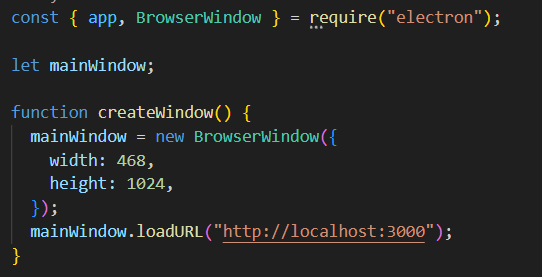 const { app, BrowserWindow } = require("electron");
let mainWindow;
function createWindow() {
mainWindow = new BrowserWindow({
width: 468,
height: 1024,
});
mainWindow.loadURL("http://localhost:3000");
}